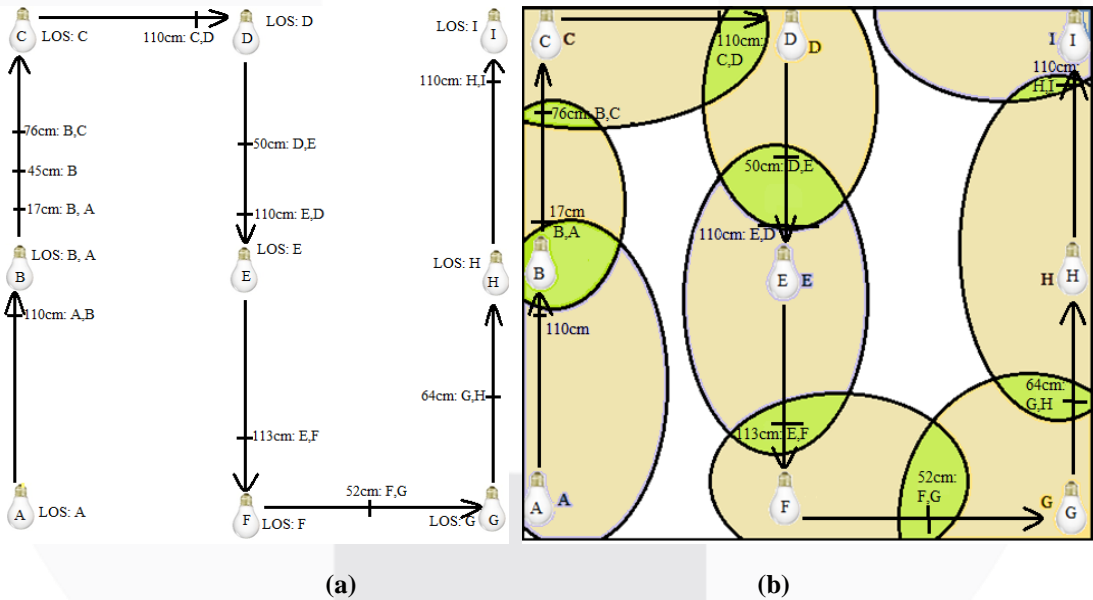 C
LOS: C
110cm: C,D
D
LOS: D
LOS: I
I
110cm: H,I
76cm: B,C
45cm: B
17cm: B, A
50cm: D,E
110cm: E,D
LOS: B, A
B
LOS: E
E
LOS: H
H
110cm: A,B
64cm: G,H
113cm: E,F
52cm: F,G
A
LOS: A
F
LOS: F
LOS: G
G
(a)
C
C
110cm:
C,D
D
D
I
I
110cm:
H,I
76cm: B,C
50cm: D,E
17cm
B,A
110cm: E,D
B
E
E
H
H
110cm
64cm:
G,H
113cm: E,F
52cm:
F,G
A
A
F
G
G
(b)